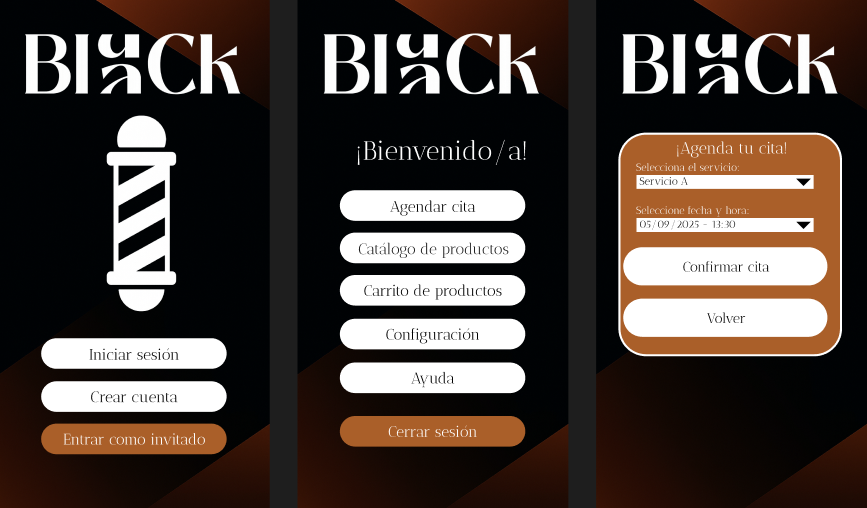 Black
Iniciar sesión
Crear cuenta
Entrar como invitado
Black
¡Bienvenido/a!
Agendar cita
Catálogo de productos
Carrito de productos
Configuración
Ayuda
Cerrar sesión
Black
¡Agenda tu cita!
Selecciona el servicio:
Servicio A
Seleccione fecha y hora:
05/09/2025 - 13:30
Confirmar cita
Volver